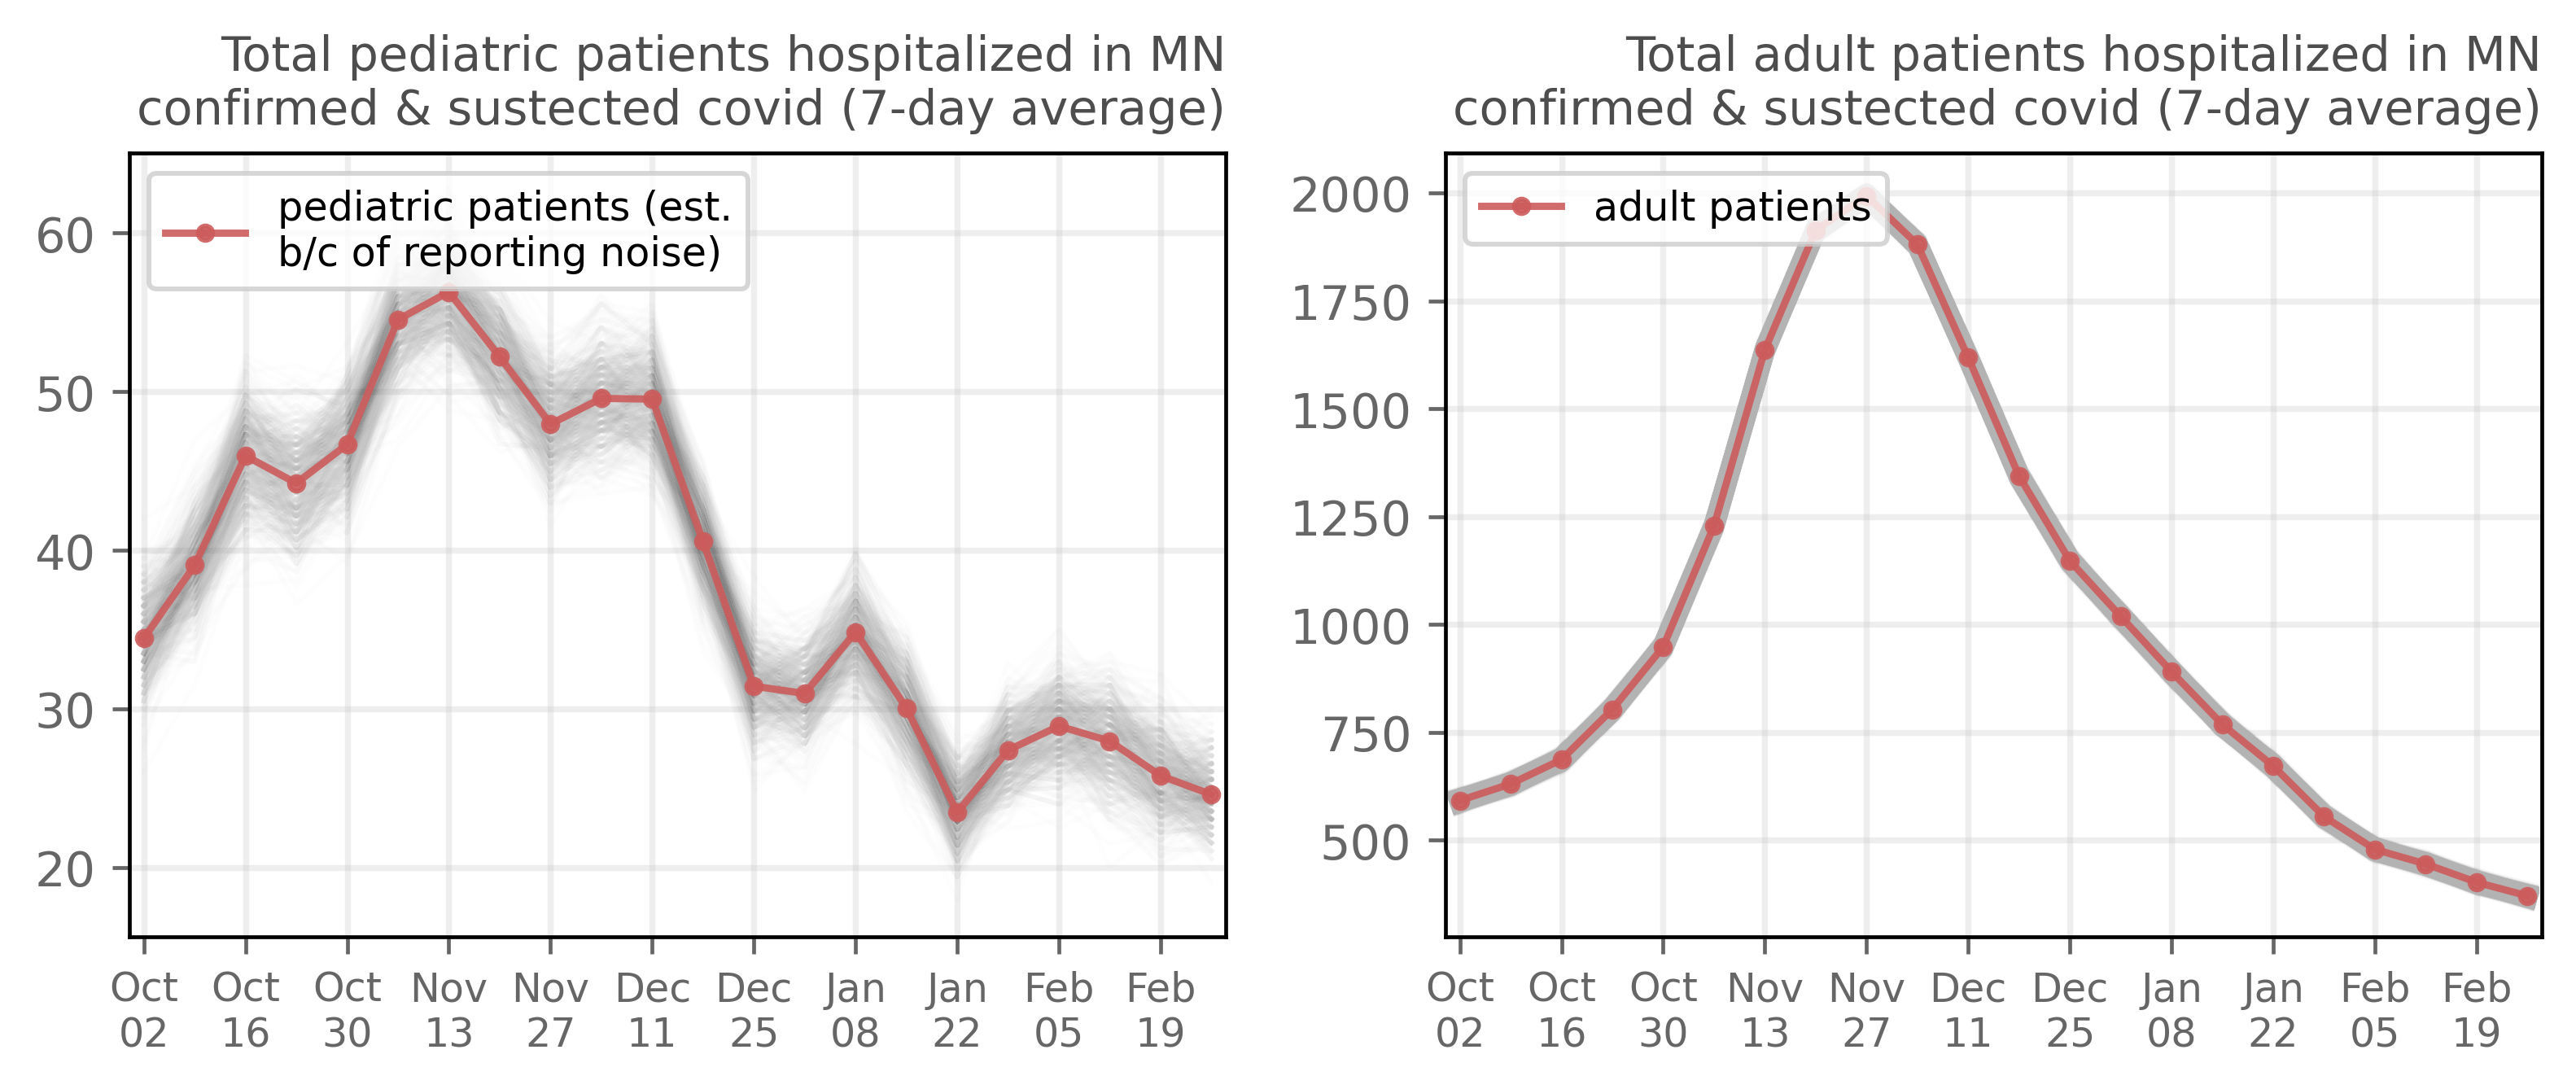 Total pediatric patients hospitalized in MN
confirmed & sustected covid (7-day average)
pediatric patients (est.
b/c of reporting noise)
60
50
40
30
20
Oct Oct Oct Nov Nov Dec Dec Jan Jan Feb Feb
02 16 30 13 27 11 25 08 22 05 19
Total adult patients hospitalized in MN
confirmed & sustected covid (7-day average)
adult patients
2000
1750
1500
1250
1000
750
500
Oct Oct Oct Nov Nov Dec Dec Jan Jan Feb Feb
02 16 30 13 27 11 25 08 22 05 19